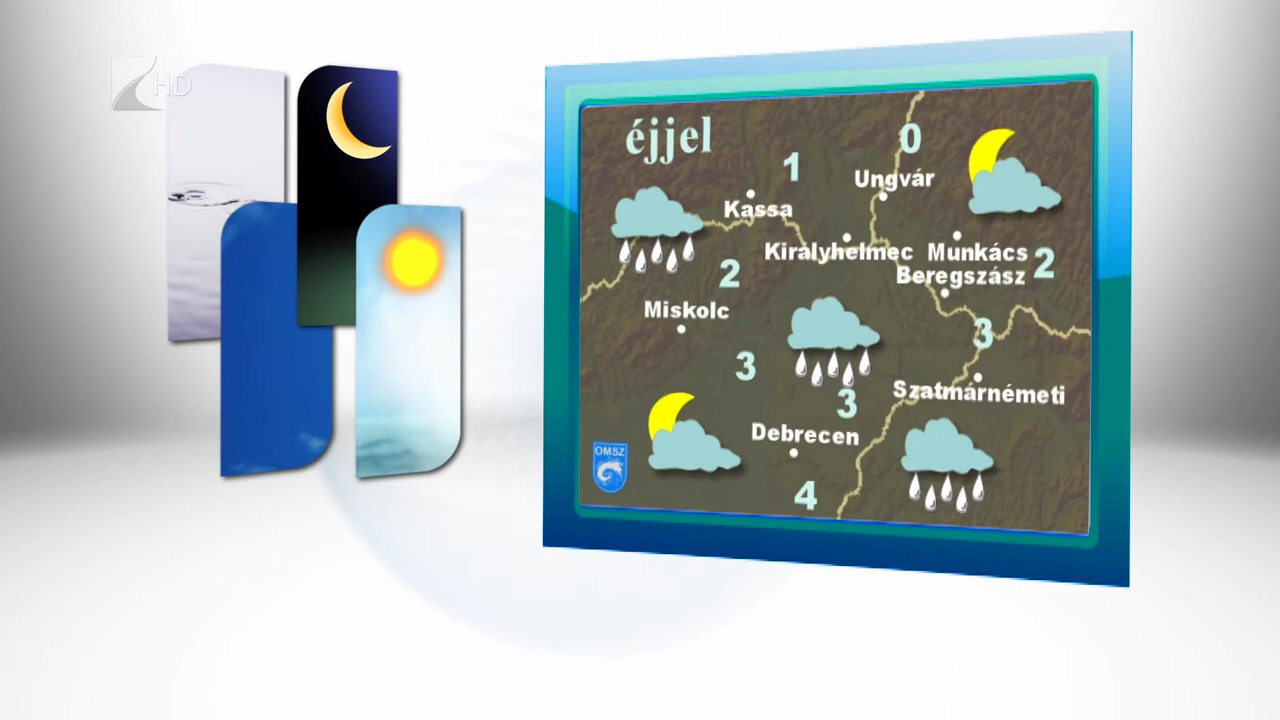 HD
éjjel
0
1
Ungvár
Kassa
Királyhelmec
Munkács
2
Beregszász
2
Miskolc
3
3
Szatmárnémeti
3
Debrecen
OMSZ
4